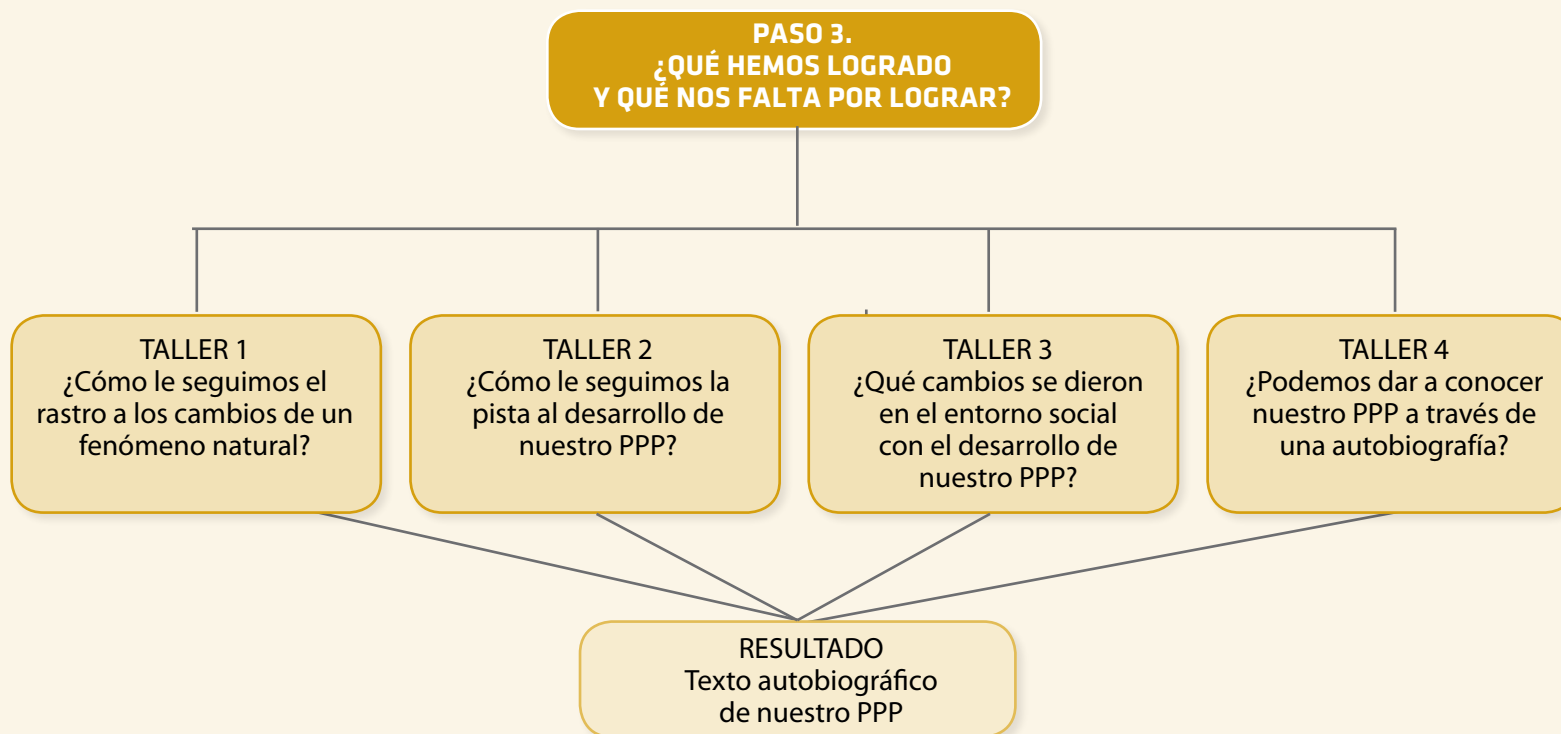 PASO 3.
¿QUÉ HEMOS LOGRADO
Y QUÉ NOS FALTA POR LOGRAR?
TALLER 1
¿Cómo le seguimos el
rastro a los cambios de un
fenómeno natural?
TALLER 2
¿Cómo le seguimos la
pista al desarrollo de
nuestro PPP?
TALLER 3
¿Qué cambios se dieron
en el entorno social
con el desarrollo de
nuestro PPP?
TALLER 4
¿Podemos dar a conocer
nuestro PPP a través de
una autobiografía?
RESULTADO
Texto autobiográfico
de nuestro PPP